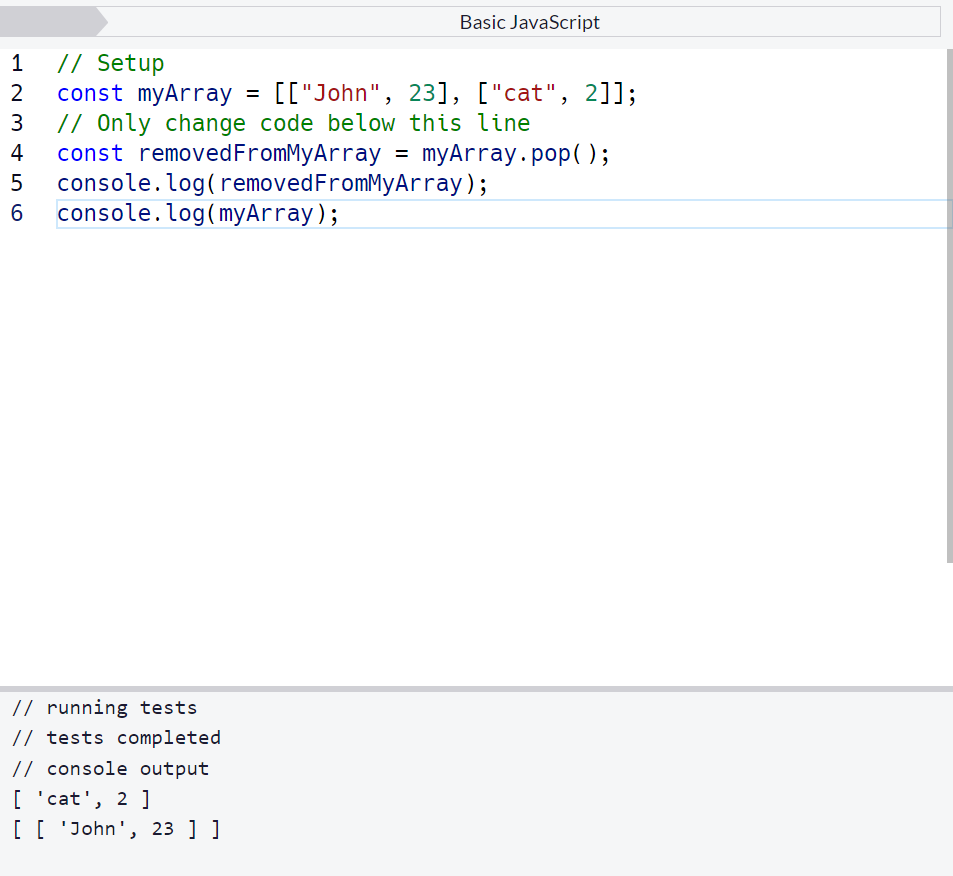 Basic JavaScript
1 // Setup
2 const myArray = [["John", 23], ["cat", 2]];
3 // Only change code below this line
4 const removedFromMyArray = myArray.pop();
5 console.log(removedFromMyArray);
6 console.log(myArray);
// running tests
// tests completed
// console output
[ 'cat', 2 ]
[ [ 'John', 23 ] ]